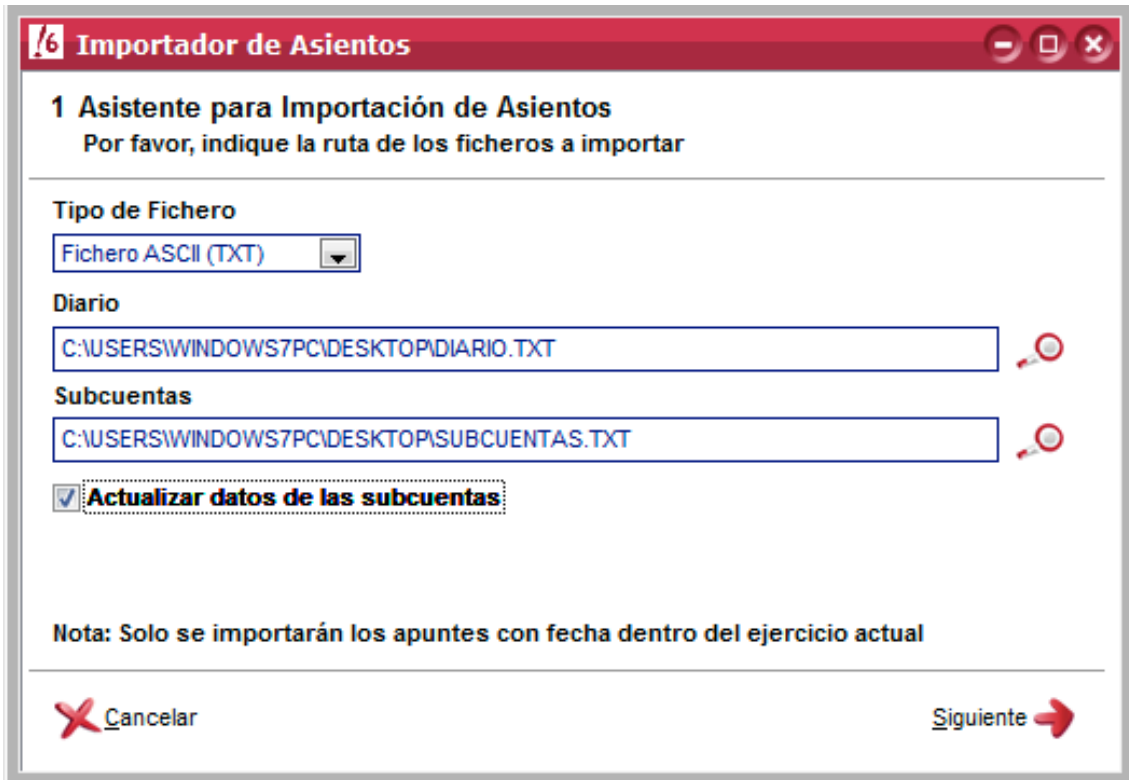 Importador de Asientos
1 Asistente para Importación de Asientos
Por favor, indique la ruta de los ficheros a importar
Tipo de Fichero
Fichero ASCII (TXT)
Diario
C:\USERS\WINDOWS7PC\DESKTOP\DIARIO.TXT
Subcuentas
C:\USERS\WINDOWS7PC\DESKTOP\SUBCUENTAS.TXT
Actualizar datos de las subcuentas
Nota: Solo se importarán los apuntes con fecha dentro del ejercicio actual
Cancelar
Siguiente